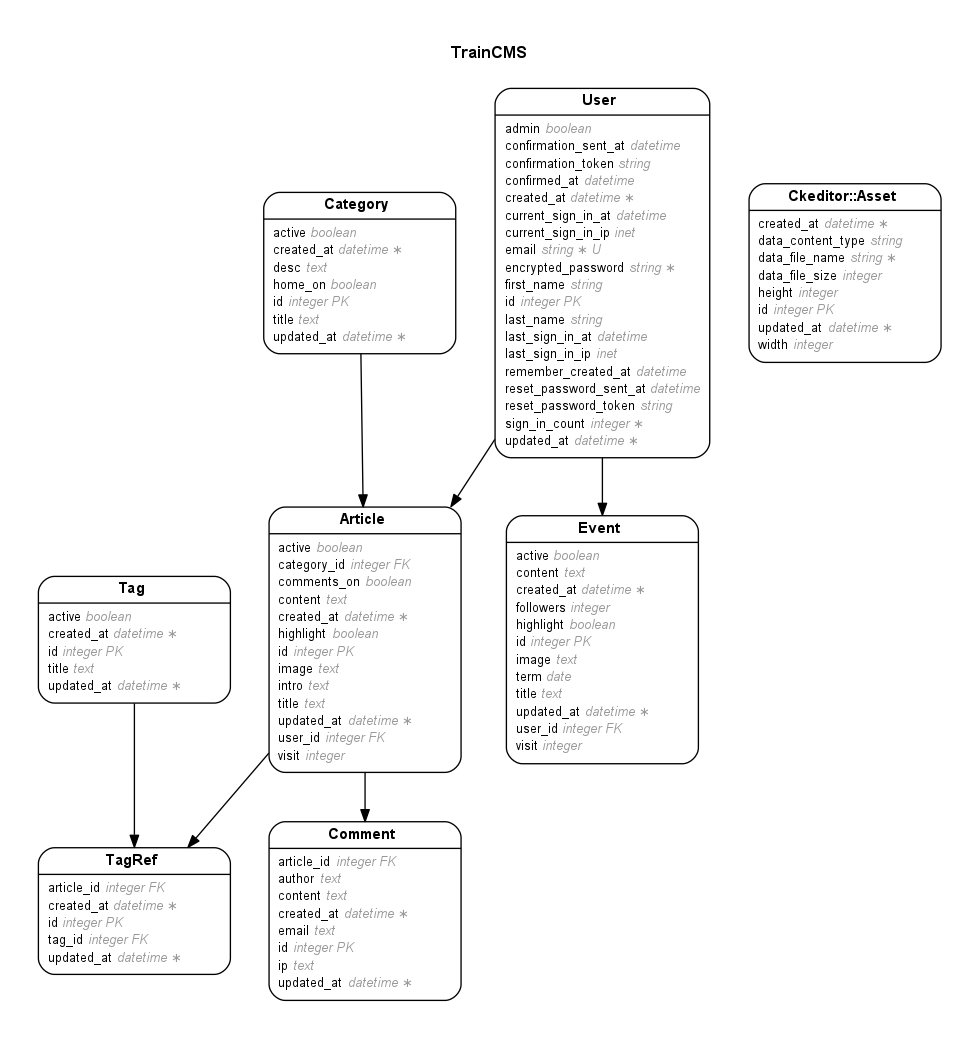 TrainCMS
User
admin boolean
confirmation_sent_at datetime
confirmation_token string
confirmed_at datetime
created_at datetime ∗
current_sign_in_at datetime
current_sign_in_ip inet
email string ∗ U
encrypted_password string ∗
first_name string
id integer PK
last_name string
last_sign_in_at datetime
last_sign_in_ip inet
remember_created_at datetime
reset_password_sent_at datetime
reset_password_token string
sign_in_count integer ∗
updated_at datetime ∗
Category
active boolean
created_at datetime ∗
desc text
home_on boolean
id integer PK
title text
updated_at datetime ∗
Ckeditor::Asset
created_at datetime ∗
data_content_type string
data_file_name string ∗
data_file_size integer
height integer
id integer PK
updated_at datetime ∗
width integer
Article
active boolean
category_id integer FK
comments_on boolean
content text
created_at datetime ∗
highlight boolean
id integer PK
image text
intro text
title text
updated_at datetime ∗
user_id integer FK
visit integer
Event
active boolean
content text
created_at datetime ∗
followers integer
highlight boolean
id integer PK
image text
term date
title text
updated_at datetime ∗
user_id integer FK
visit integer
Tag
active boolean
created_at datetime ∗
id integer PK
title text
updated_at datetime ∗
TagRef
article_id integer FK
created_at datetime ∗
id integer PK
tag_id integer FK
updated_at datetime ∗
Comment
article_id integer FK
author text
content text
created_at datetime ∗
email text
id integer PK
ip text
updated_at datetime ∗